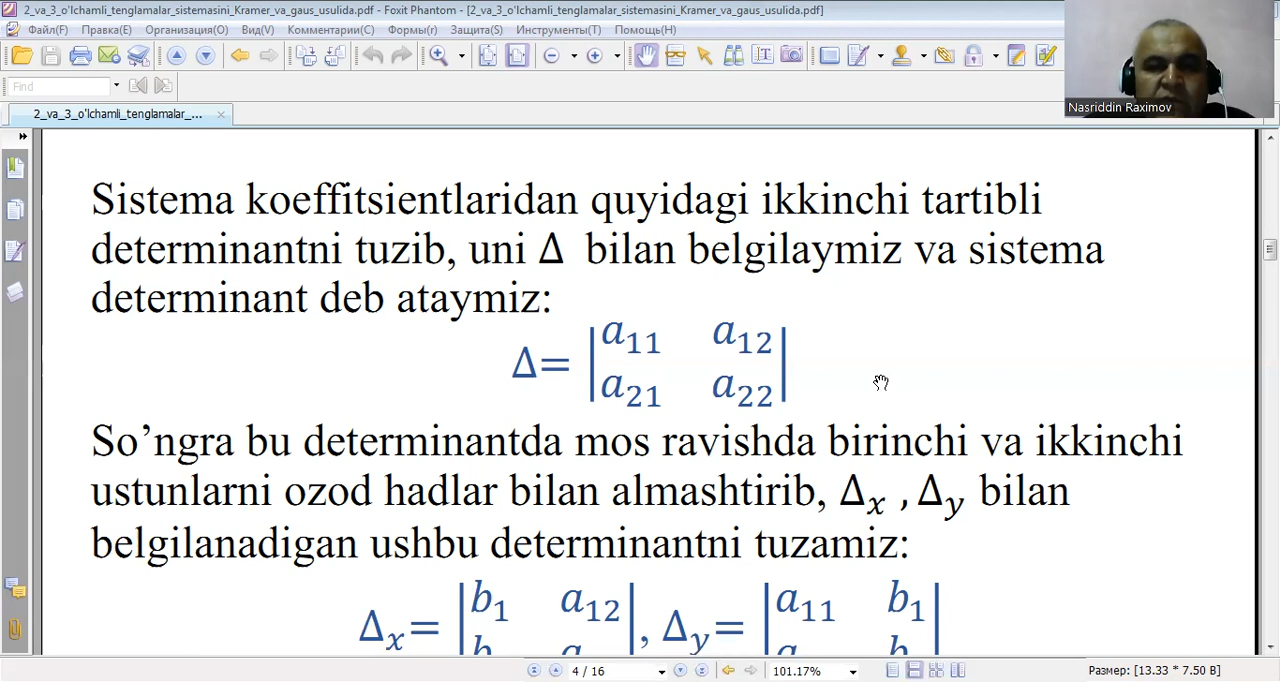 2_va_3_o'lchamli_tenglamalar_sistemasini_Kramer_va_gaus_usulida.pdf - Foxit Phantom - [2_va_3_o'lchamli_tenglamalar_sistemasini_Kramer_va_gaus_usulida.pdf]
Файл(F) Правка(E) Организация(O) Вид(V) Комментарии(C) Формы(r) Защита(S) Инструменты(T) Помощь(H)
Find
Nasriddin Raximov
2_va_3_o'lchamli_tenglamalar_...
Sistema koeffitsientlaridan quyidagi ikkinchi tartibli
determinantni tuzib, uni Δ bilan belgilaymiz va sistema
determinant deb ataymiz:
Δ= |a₁₁ a₁₂|
|a₂₁ a₂₂|
So’ngra bu determinantda mos ravishda birinchi va ikkinchi
ustunlarni ozod hadlar bilan almashtirib, Δₓ , Δᵧ bilan
belgilanadigan ushbu determinantni tuzamiz:
Δₓ= |b₁ a₁₂|, Δᵧ= |a₁₁ b₁|
4 / 16 101.17% Размер: [13.33 * 7.50 В]